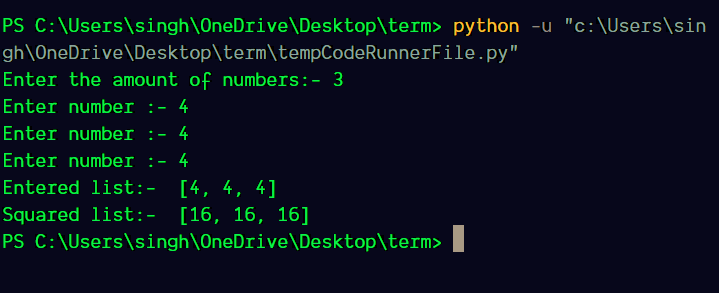 PS C:\Users\singh\OneDrive\Desktop\term> python -u "c:\Users\sin
gh\OneDrive\Desktop\term\tempCodeRunnerFile.py"
Enter the amount of numbers:- 3
Enter number :- 4
Enter number :- 4
Enter number :- 4
Entered list:-  [4, 4, 4]
Squared list:-  [16, 16, 16]
PS C:\Users\singh\OneDrive\Desktop\term>